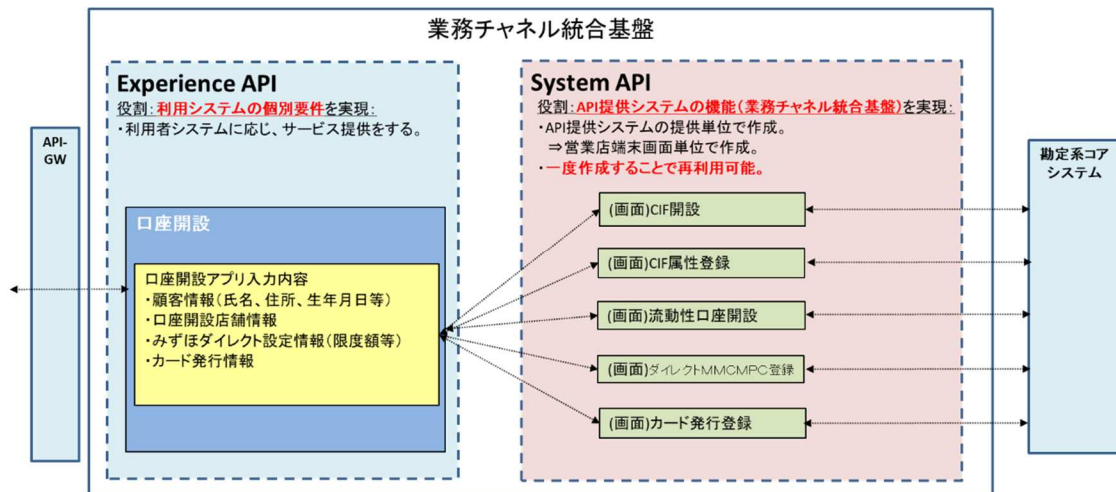 業務チャネル統合基盤
API-
GW
Experience API
役割：利用システムの個別要件を実現：
・利用者システムに応じ、サービス提供をする。
口座開設
口座開設アプリ入力内容
・顧客情報（氏名、住所、生年月日等）
・口座開設店舗情報
・みずほダイレクト設定情報（限度額等）
・カード発行情報
System API
役割：API提供システムの機能（業務チャネル統合基盤）を実現：
・API提供システムの提供単位で作成。
⇒営業店端末画面単位で作成。
・一度作成することで再利用可能。
(画面)CIF開設
(画面)CIF属性登録
(画面)流動性口座開設
(画面)ダイレクトMMCMPC登録
(画面)カード発行登録
勘定系コア
システム